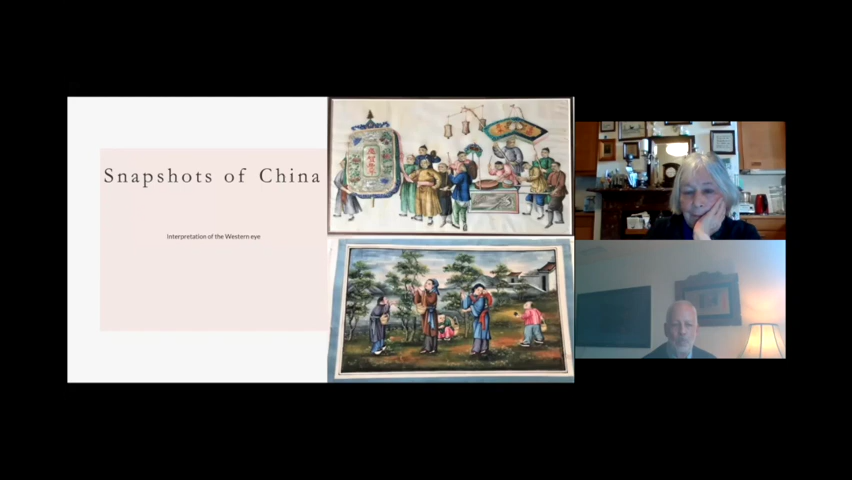 Snapshots of China
Interpretation of the Western eye